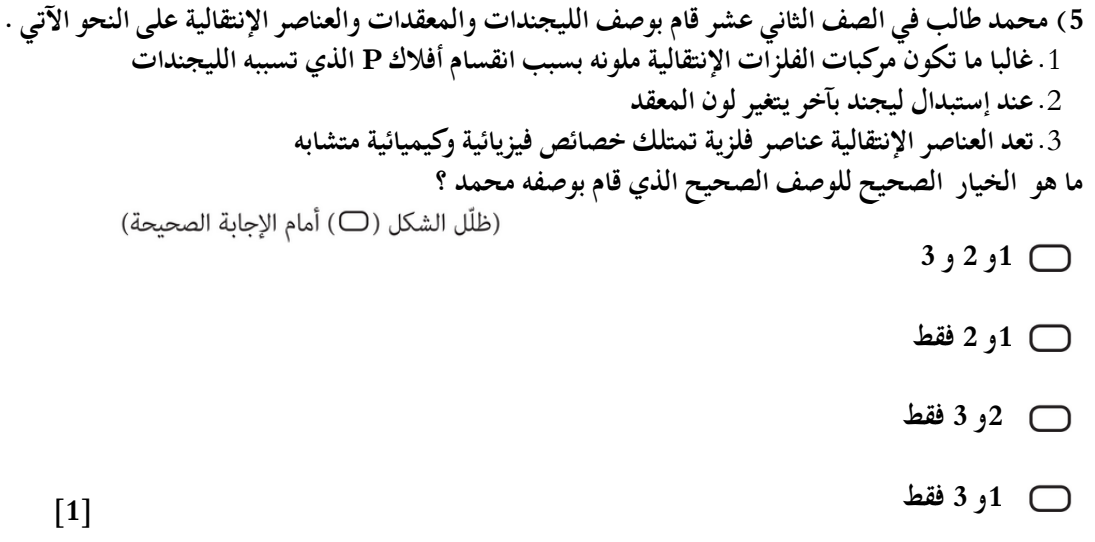 5) محمد طالب في الصف الثاني عشر قام بوصف الليجندات والمعقدات والعناصر الإنتقالية على النحو الآتي .
1. غالبا ما تكون مركبات الفلزات الإنتقالية ملونه بسبب انقسام أفلاك P الذي تسببه الليجندات
2. عند إستبدال ليجند بآخر يتغير لون المعقد
3. تعد العناصر الإنتقالية عناصر فلزية تمتلك خصائص فيزيائية وكيميائية متشابه
ما هو الخيار الصحيح للوصف الصحيح الذي قام بوصفه محمد ؟
(ظلّل الشكل (⬭) أمام الإجابة الصحيحة)
1و 2 و 3
1و 2 فقط
2و 3 فقط
1و 3 فقط
[1]